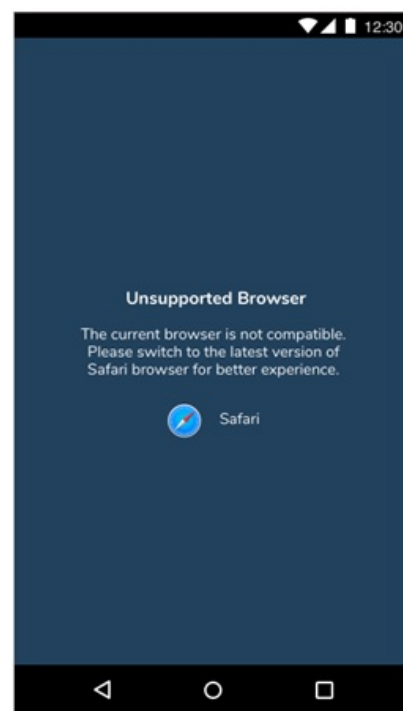 12:30
Unsupported Browser
The current browser is not compatible.
Please switch to the latest version of
Safari browser for better experience.
Safari